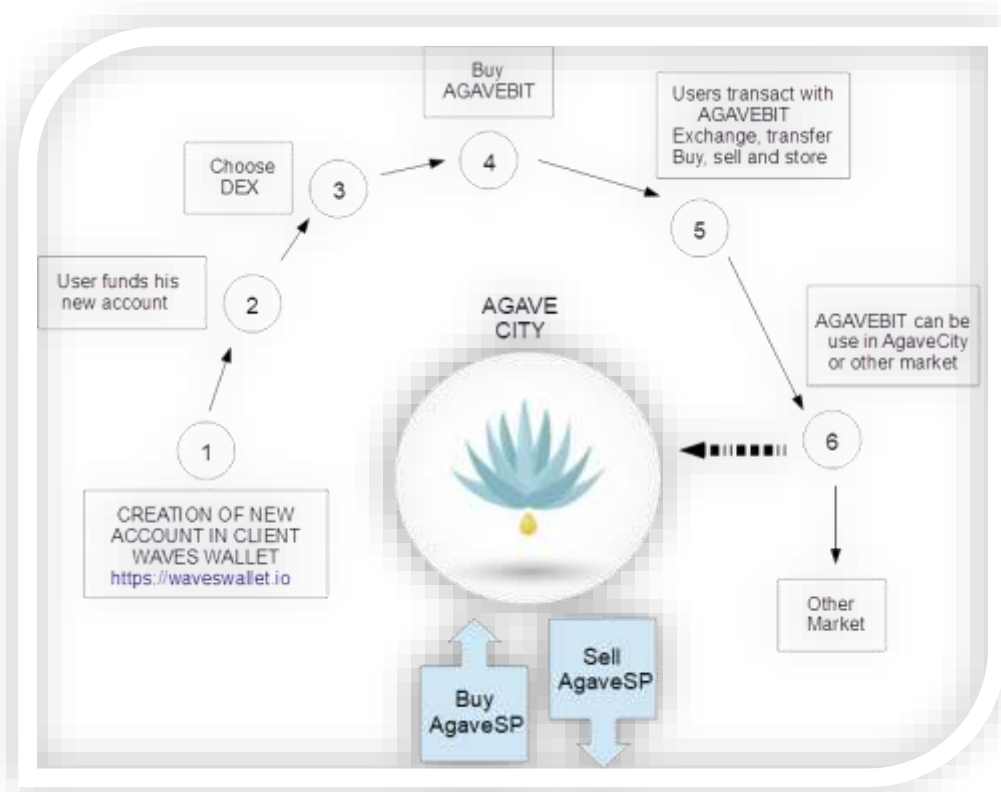 Buy
AGAVEBIT
Users transact with
AGAVEBIT
Exchange, transfer
Buy, sell and store
Choose
DEX
3
4
5
User funds his
new account
2
AGAVE
CITY
AGAVEBIT can be
use in AgaveCity
or other market
1
6
CREATION OF NEW
ACCOUNT IN CLIENT
WAVES WALLET
https://waveswallet.io
Other
Market
Buy
AgaveSP
Sell
AgaveSP